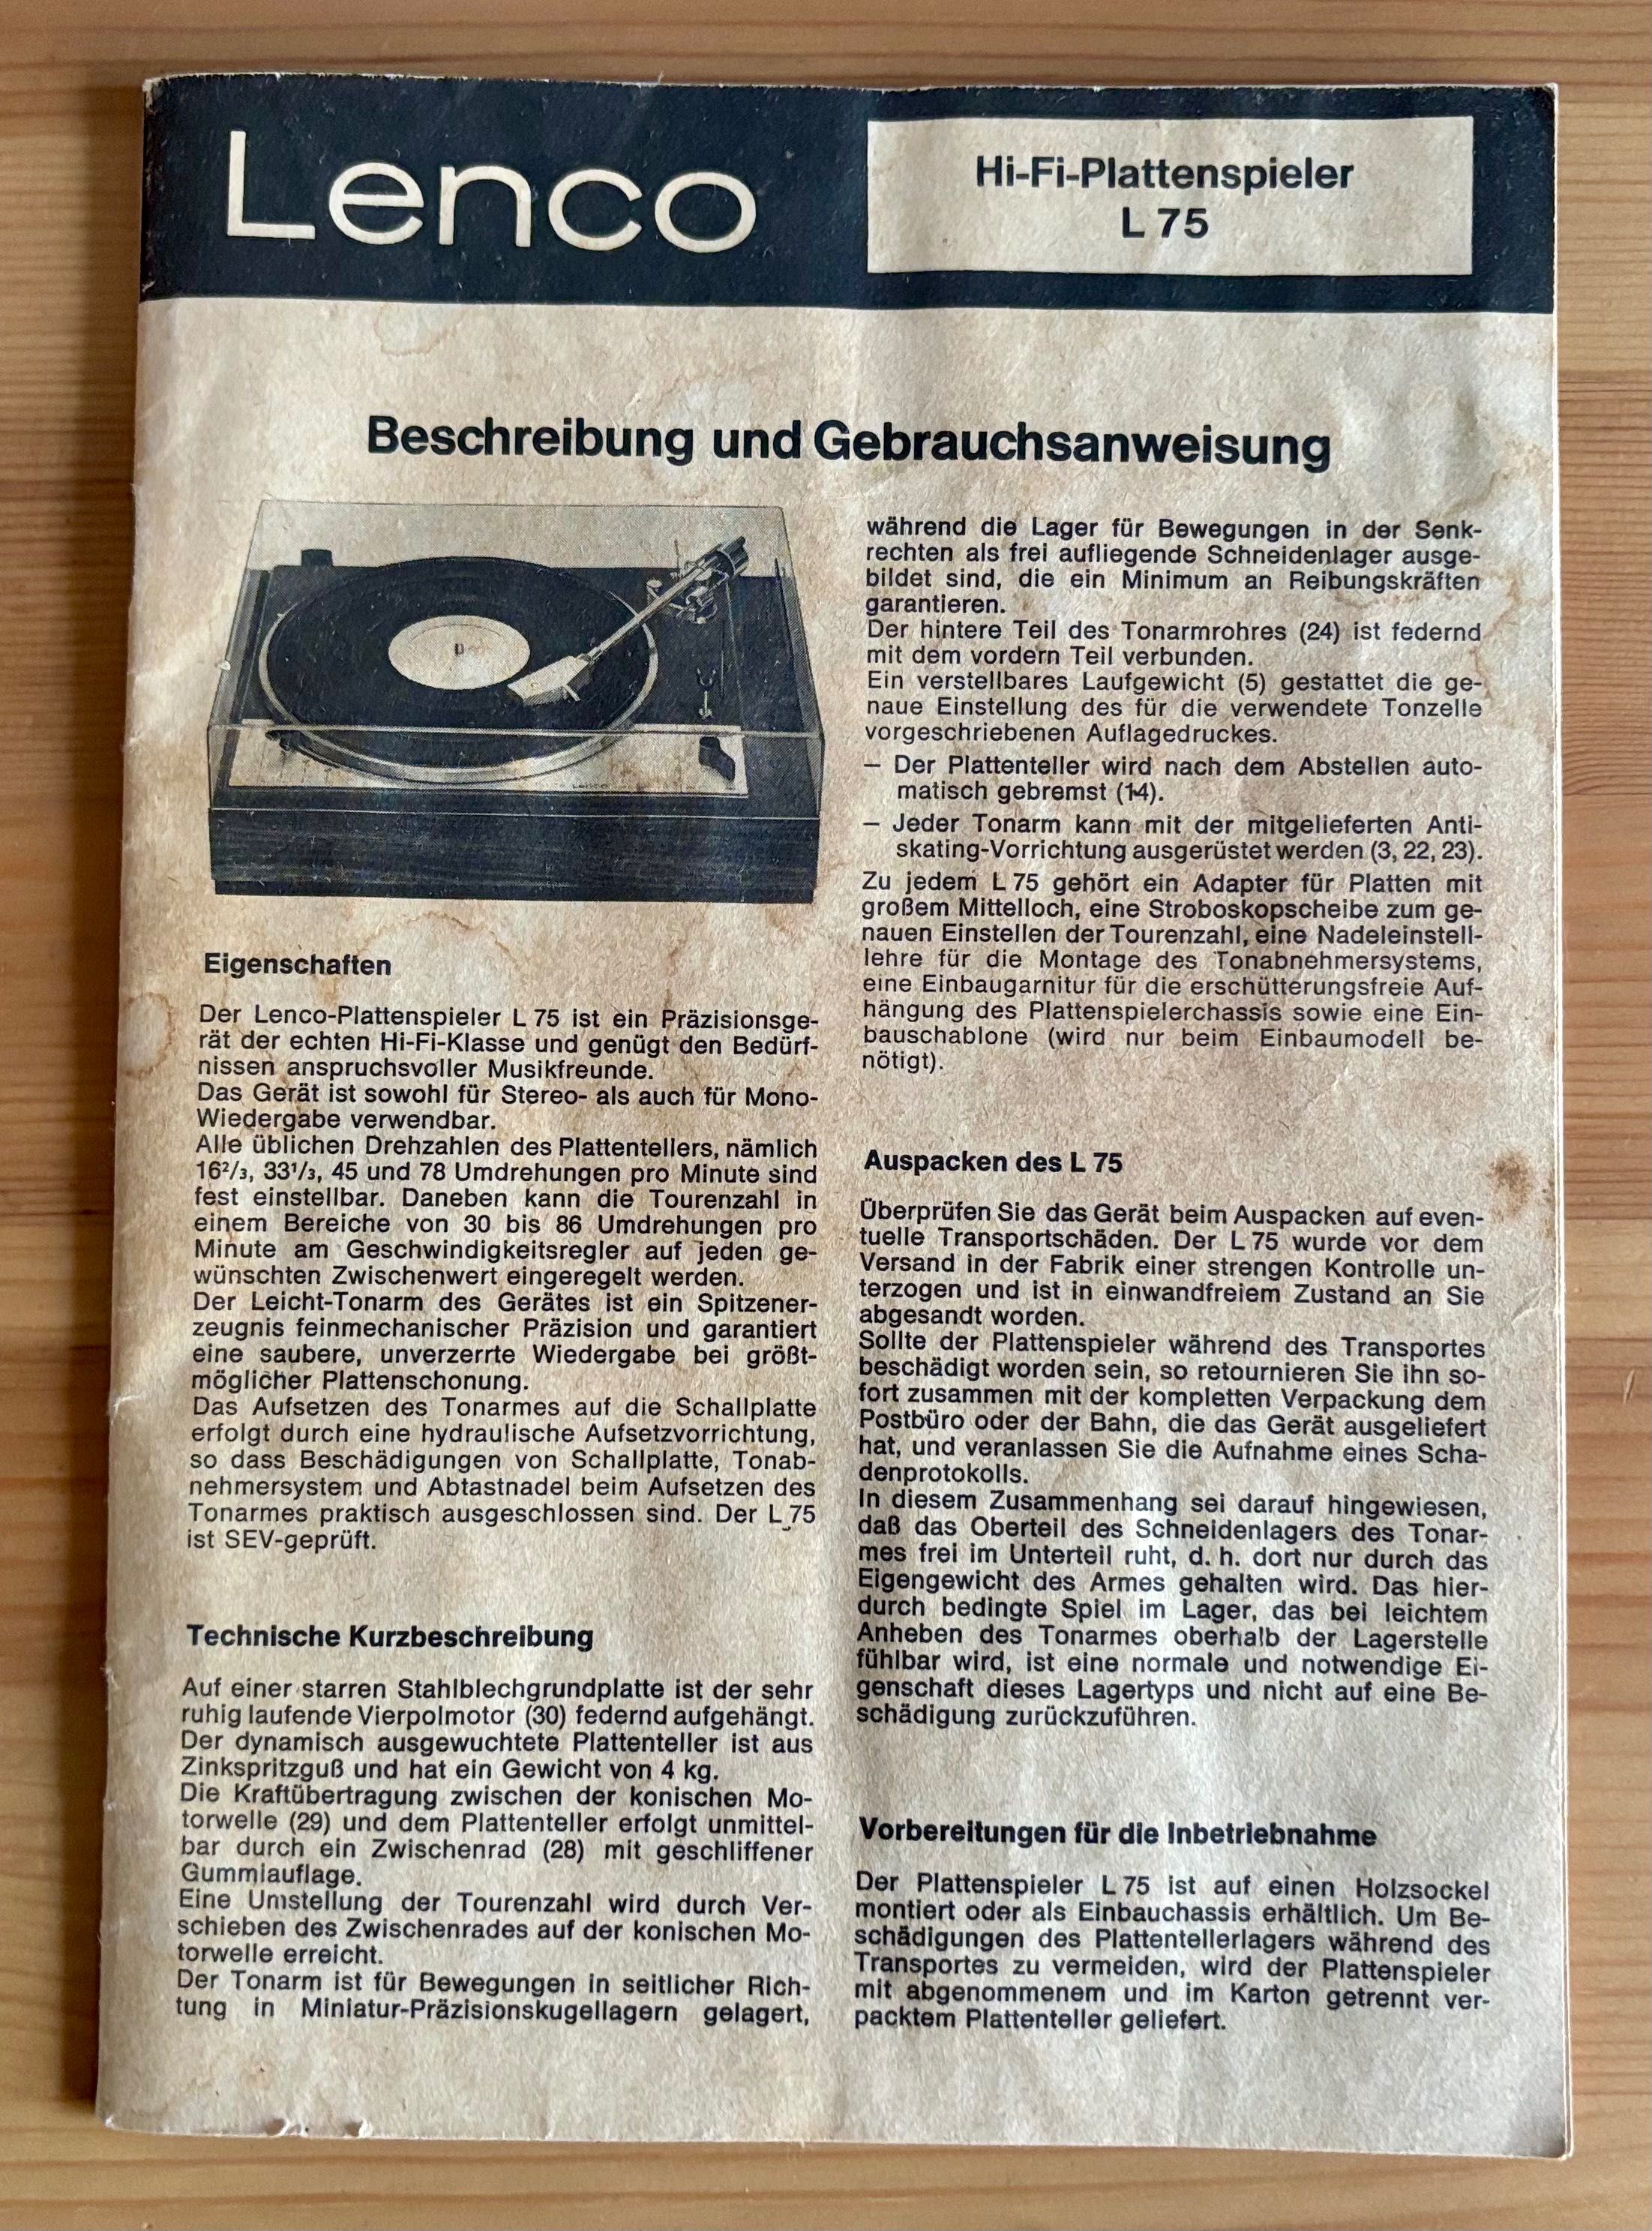 Lenco
Hi-Fi-Plattenspieler
L 75
Beschreibung und Gebrauchsanweisung
Lenco
Eigenschaften
Der Lenco-Plattenspieler L 75 ist ein Präzisionsge-
rät der echten Hi-Fi-Klasse und genügt den Bedürf-
nissen anspruchsvoller Musikfreunde.
Das Gerät ist sowohl für Stereo- als auch für Mono-
Wiedergabe verwendbar.
Alle üblichen Drehzahlen des Plattentellers, nämlich
16²/₃, 33¹/₃, 45 und 78 Umdrehungen pro Minute sind
fest einstellbar. Daneben kann die Tourenzahl in
einem Bereiche von 30 bis 86 Umdrehungen pro
Minute am Geschwindigkeitsregler auf jeden ge-
wünschten Zwischenwert eingeregelt werden.
Der Leicht-Tonarm des Gerätes ist ein Spitzener-
zeugnis feinmechanischer Präzision und garantiert
eine saubere, unverzerrte Wiedergabe bei größt-
möglicher Plattenschonung.
Das Aufsetzen des Tonarmes auf die Schallplatte
erfolgt durch eine hydraulische Aufsetzvorrichtung,
so dass Beschädigungen von Schallplatte, Tonab-
nehmersystem und Abtastnadel beim Aufsetzen des
Tonarmes praktisch ausgeschlossen sind. Der L 75
ist SEV-geprüft.
Technische Kurzbeschreibung
Auf einer starren Stahlblechgrundplatte ist der sehr
ruhig laufende Vierpolmotor (30) federnd aufgehängt.
Der dynamisch ausgewuchtete Plattenteller ist aus
Zinkspritzguß und hat ein Gewicht von 4 kg.
Die Kraftübertragung zwischen der konischen Mo-
torwelle (29) und dem Plattenteller erfolgt unmittel-
bar durch ein Zwischenrad (28) mit geschliffener
Gummiauflage.
Eine Umstellung der Tourenzahl wird durch Ver-
schieben des Zwischenrades auf der konischen Mo-
torwelle erreicht.
Der Tonarm ist für Bewegungen in seitlicher Rich-
tung in Miniatur-Präzisionskugellagern gelagert,
während die Lager für Bewegungen in der Senk-
rechten als frei aufliegende Schneidenlager ausge-
bildet sind, die ein Minimum an Reibungskräften
garantieren.
Der hintere Teil des Tonarmrohres (24) ist federnd
mit dem vordern Teil verbunden.
Ein verstellbares Laufgewicht (5) gestattet die ge-
naue Einstellung des für die verwendete Tonzelle
vorgeschriebenen Auflagedruckes.
– Der Plattenteller wird nach dem Abstellen auto-
matisch gebremst (14).
– Jeder Tonarm kann mit der mitgelieferten Anti-
skating-Vorrichtung ausgerüstet werden (3, 22, 23).
Zu jedem L 75 gehört ein Adapter für Platten mit
großem Mittelloch, eine Stroboskopscheibe zum ge-
nauen Einstellen der Tourenzahl, eine Nadeleinstell-
lehre für die Montage des Tonabnehmersystems,
eine Einbaugarnitur für die erschütterungsfreie Auf-
hängung des Plattenspielerchassis sowie eine Ein-
bauschablone (wird nur beim Einbaumodell be-
nötigt).
Auspacken des L 75
Überprüfen Sie das Gerät beim Auspacken auf even-
tuelle Transportschäden. Der L 75 wurde vor dem
Versand in der Fabrik einer strengen Kontrolle un-
terzogen und ist in einwandfreiem Zustand an Sie
abgesandt worden.
Sollte der Plattenspieler während des Transportes
beschädigt worden sein, so retournieren Sie ihn so-
fort zusammen mit der kompletten Verpackung dem
Postbüro oder der Bahn, die das Gerät ausgeliefert
hat, und veranlassen Sie die Aufnahme eines Scha-
denprotokolls.
In diesem Zusammenhang sei darauf hingewiesen,
daß das Oberteil des Schneidenlagers des Tonar-
mes frei im Unterteil ruht, d. h. dort nur durch das
Eigengewicht des Armes gehalten wird. Das hier-
durch bedingte Spiel im Lager, das bei leichtem
Anheben des Tonarmes oberhalb der Lagerstelle
fühlbar wird, ist eine normale und notwendige Ei-
genschaft dieses Lagertyps und nicht auf eine Be-
schädigung zurückzuführen.
Vorbereitungen für die Inbetriebnahme
Der Plattenspieler L 75 ist auf einen Holzsockel
montiert oder als Einbauchassis erhältlich. Um Be-
schädigungen des Plattentellerlagers während des
Transportes zu vermeiden, wird der Plattenspieler
mit abgenommenem und im Karton getrennt ver-
packtem Plattenteller geliefert.